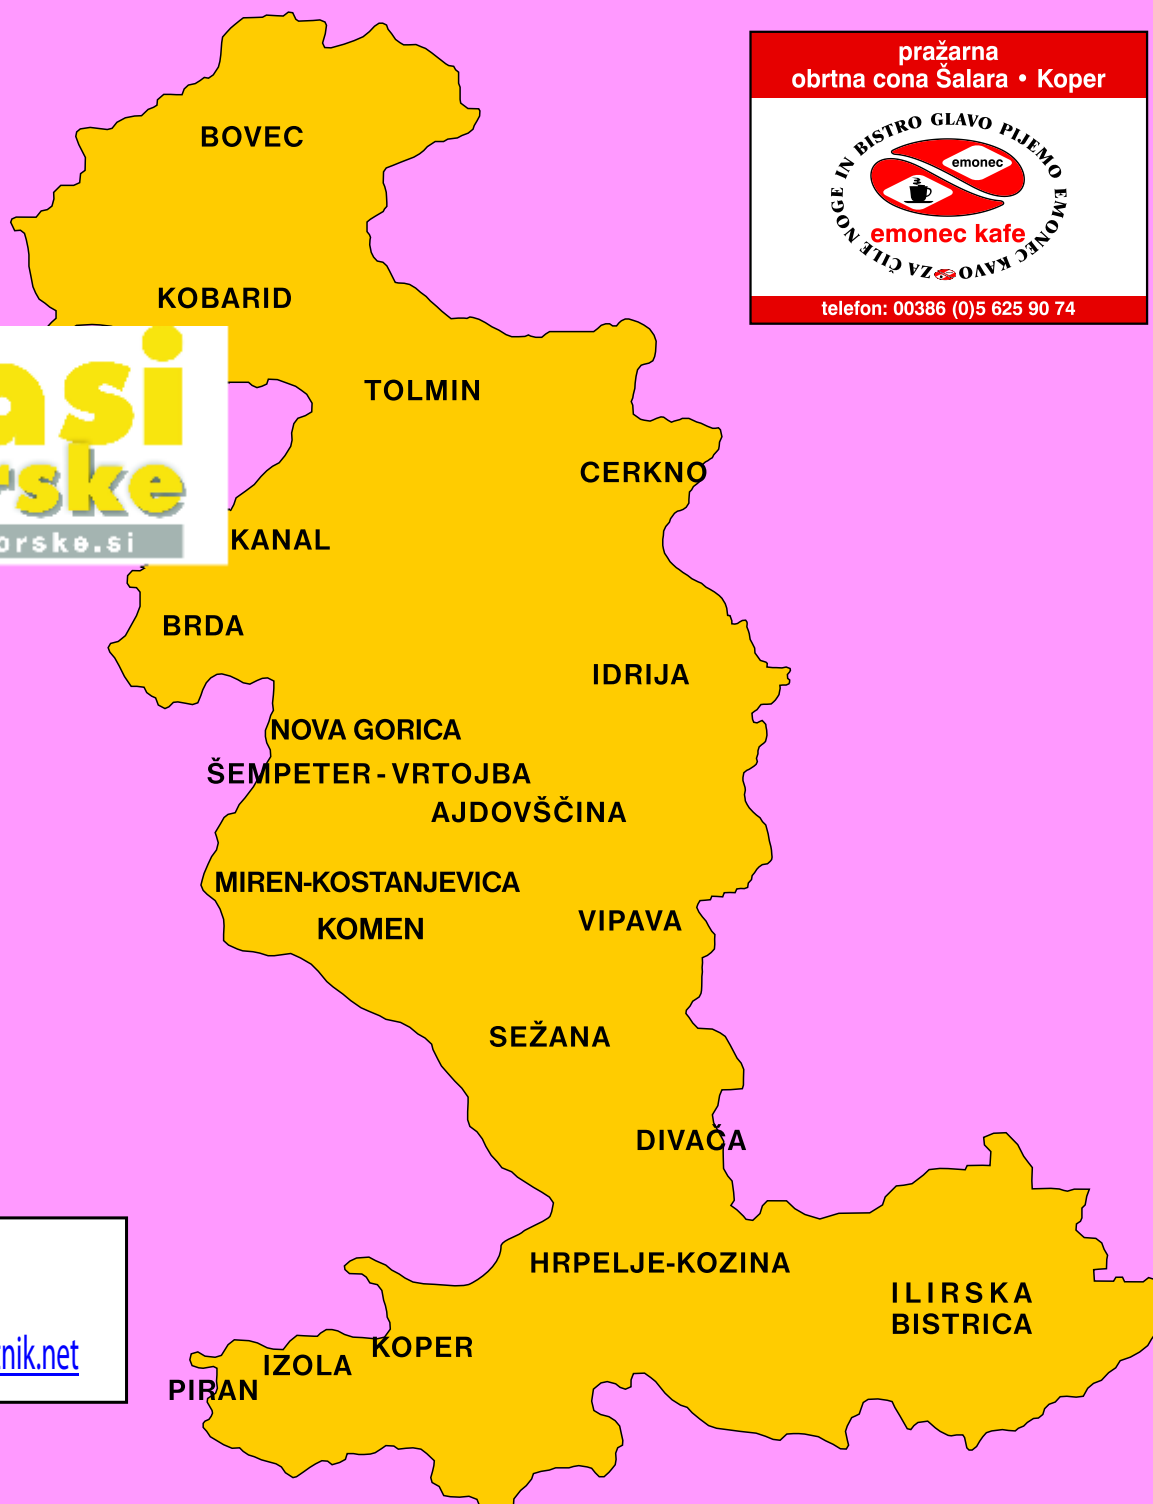 pražarna
obrtna cona Šalara • Koper
ZA ČILE NOGE IN BISTRO GLAVO PIJEMO EMONEC KAVO
emonec
emonec kafe
telefon: 00386 (0)5 625 90 74
BOVEC
KOBARID
asi
TOLMIN
CERKNO
rske
orske.si
KANAL
BRDA
IDRIJA
NOVA GORICA
ŠEMPETER - VRTOJBA
AJDOVŠČINA
MIREN-KOSTANJEVICA
KOMEN
VIPAVA
SEŽANA
DIVAČA
HRPELJE-KOZINA
ILIRSKA
BISTRICA
nik.net
KOPER
IZOLA
PIRAN